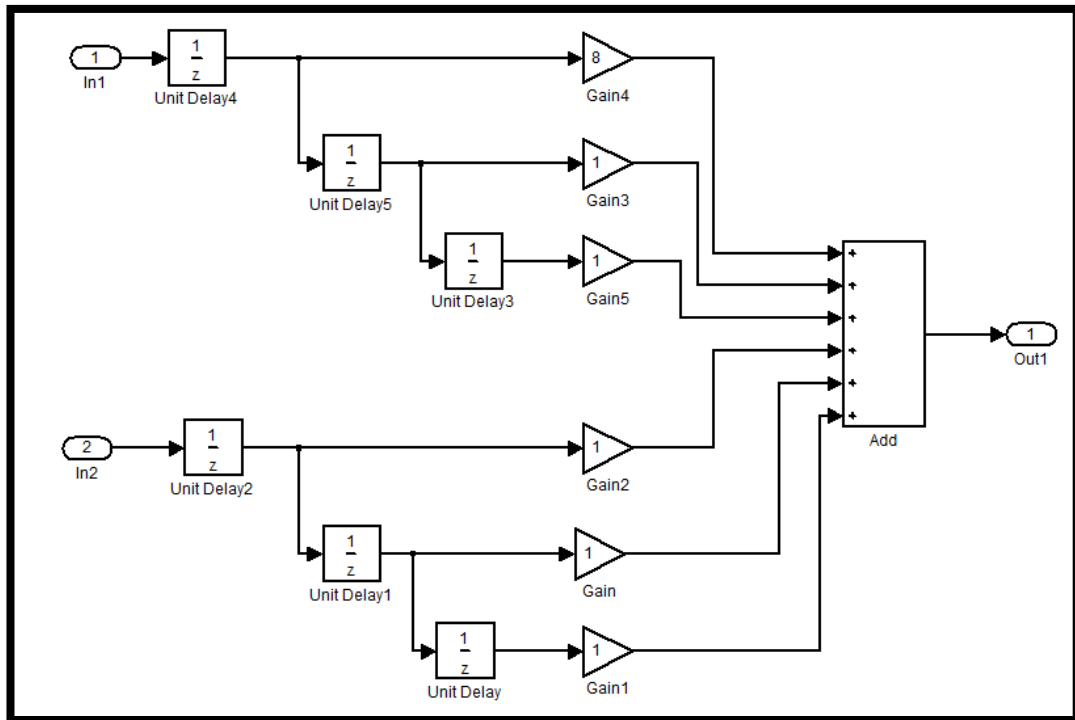 1
In1
1
z
Unit Delay4
8
Gain4
1
z
Unit Delay5
1
Gain3
1
z
Unit Delay3
1
Gain5
+
+
+
+
+
+
Add
1
Out1
2
In2
1
z
Unit Delay2
1
Gain2
1
z
Unit Delay1
1
Gain
1
z
Unit Delay
1
Gain1